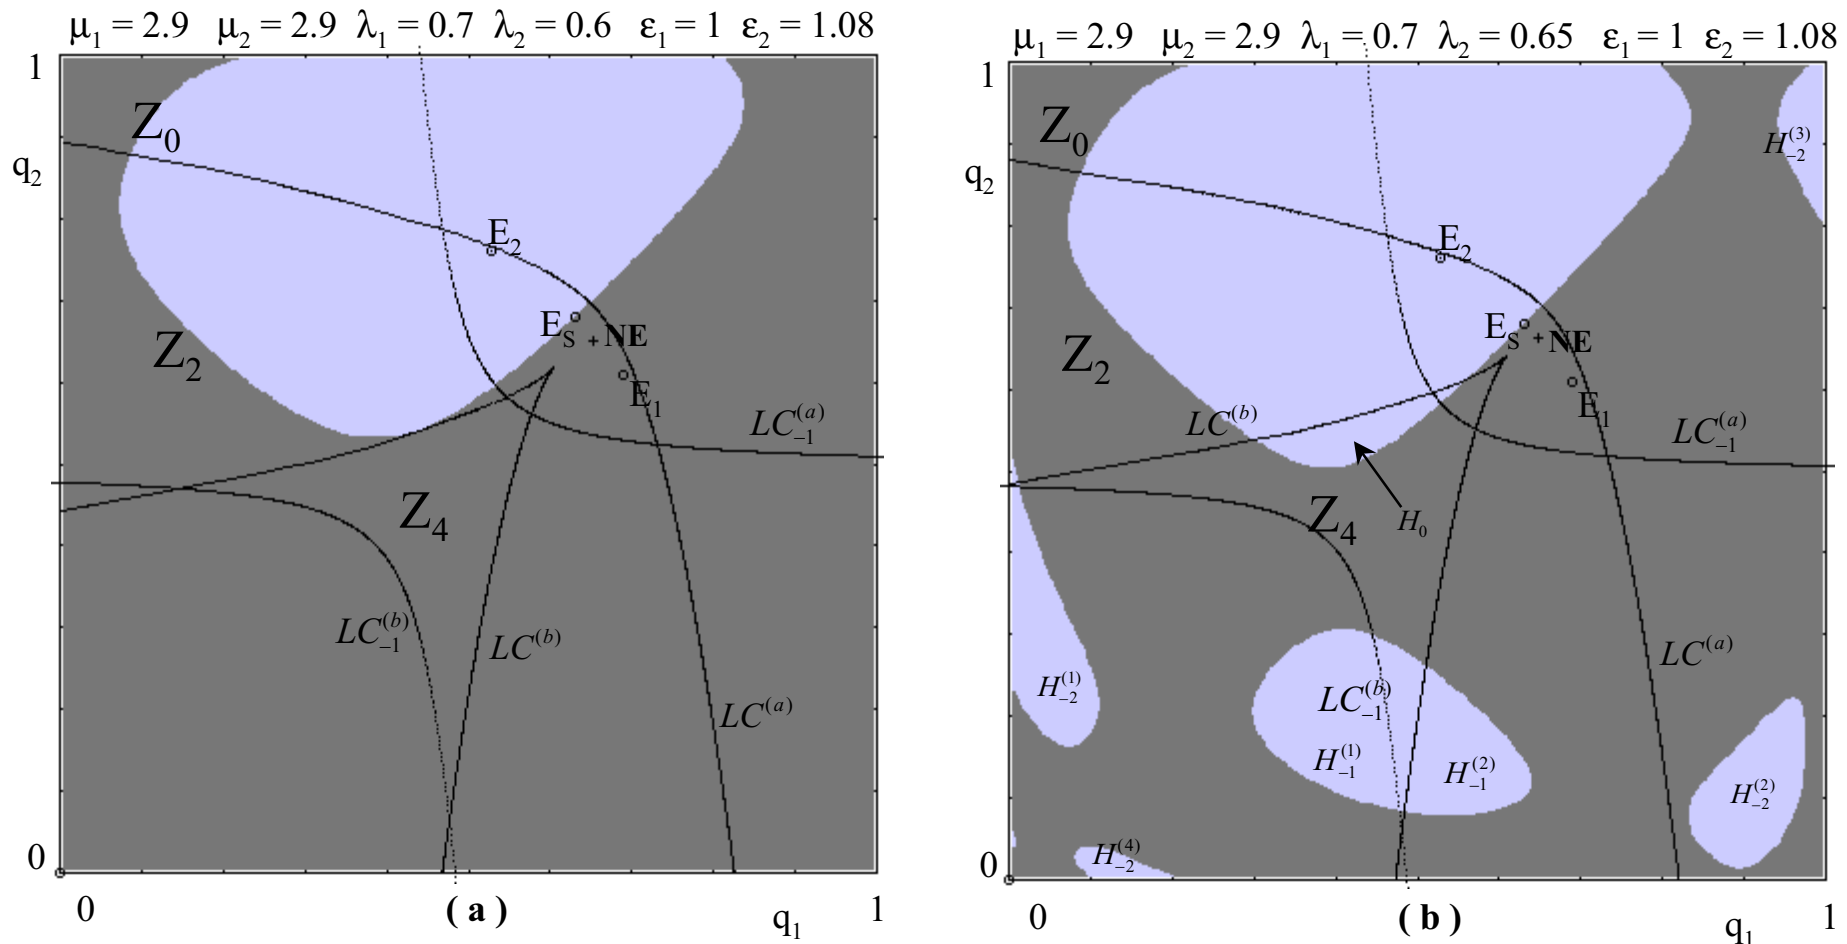 μ₁ = 2.9 μ₂ = 2.9 λ₁ = 0.7 λ₂ = 0.6 ε₁ = 1 ε₂ = 1.08
1
q₂
Z₀
E₂
E_S
NE
Z₂
E₁
LC₋₁^(a)
Z₄
LC₋₁^(b)
LC^(b)
LC^(a)
0
0
( a )
q₁
1
μ₁ = 2.9 μ₂ = 2.9 λ₁ = 0.7 λ₂ = 0.65 ε₁ = 1 ε₂ = 1.08
1
q₂
Z₀
H₋₂^(3)
E₂
E_S
NE
Z₂
E₁
LC^(b)
LC₋₁^(a)
Z₄
H₀
LC^(a)
H₋₂^(1)
LC₋₁^(b)
H₋₁^(1)
H₋₁^(2)
H₋₂^(2)
H₋₂^(4)
0
0
( b )
q₁
1